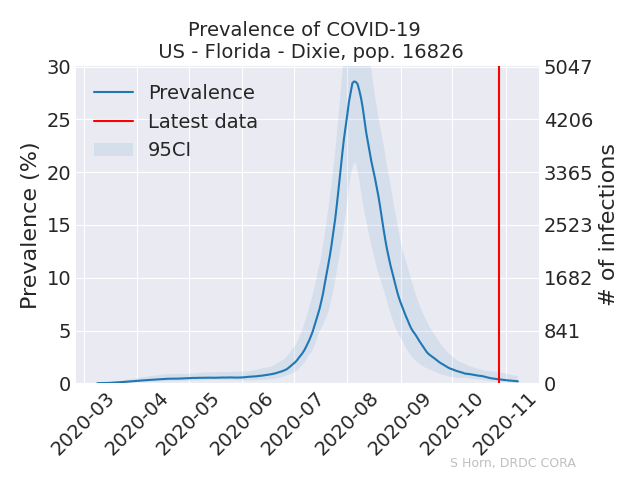 Prevalence of COVID-19
US - Florida - Dixie, pop. 16826
Prevalence
Latest data
95CI
Prevalence (%)
30
25
20
15
10
5
0
5047
4206
3365
2523
1682
841
0
# of infections
2020-03
2020-04
2020-05
2020-06
2020-07
2020-08
2020-09
2020-10
2020-11
S Horn, DRDC CORA